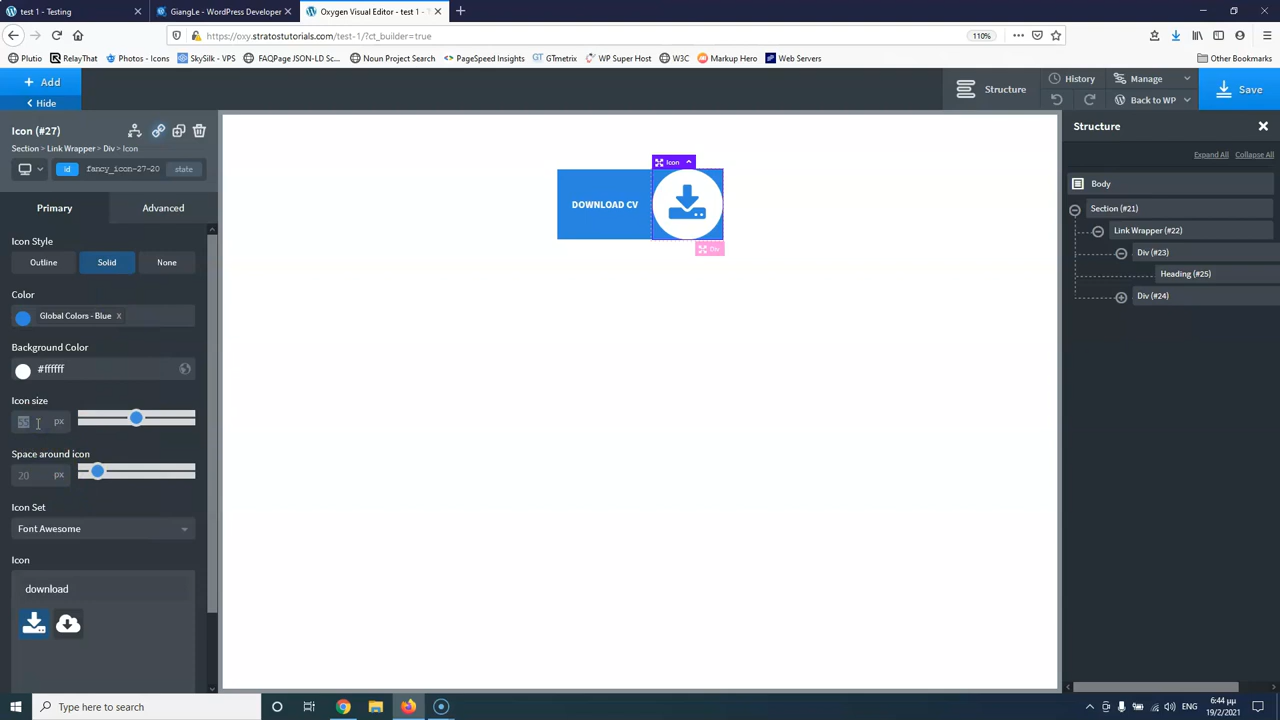 test 1 - Testing
GiangLe - WordPress Developer
Oxygen Visual Editor - test 1 -
https://oxy.stratostutorials.com/test-1/?ct_builder=true
110%
Plutio
RelayThat
Photos - Icons
SkySilk - VPS
FAQPage JSON-LD Sc...
Noun Project Search
PageSpeed Insights
GTmetrix
WP Super Host
W3C
Markup Hero
Web Servers
Other Bookmarks
+ Add
< Hide
Structure
History
Manage
Back to WP
Save
Icon (#27)
Section > Link Wrapper > Div > Icon
id
fancy_icon-27-20
state
Primary
Advanced
Icon Style
Outline
Solid
None
Color
Global Colors - Blue x
Background Color
#ffffff
Icon size
px
Space around icon
20
px
Icon Set
Font Awesome
Icon
download
Icon
DOWNLOAD CV
Div
Structure
Expand All
Collapse All
Body
Section (#21)
Link Wrapper (#22)
Div (#23)
Heading (#25)
Div (#24)
Type here to search
6:44 μμ
19/2/2021